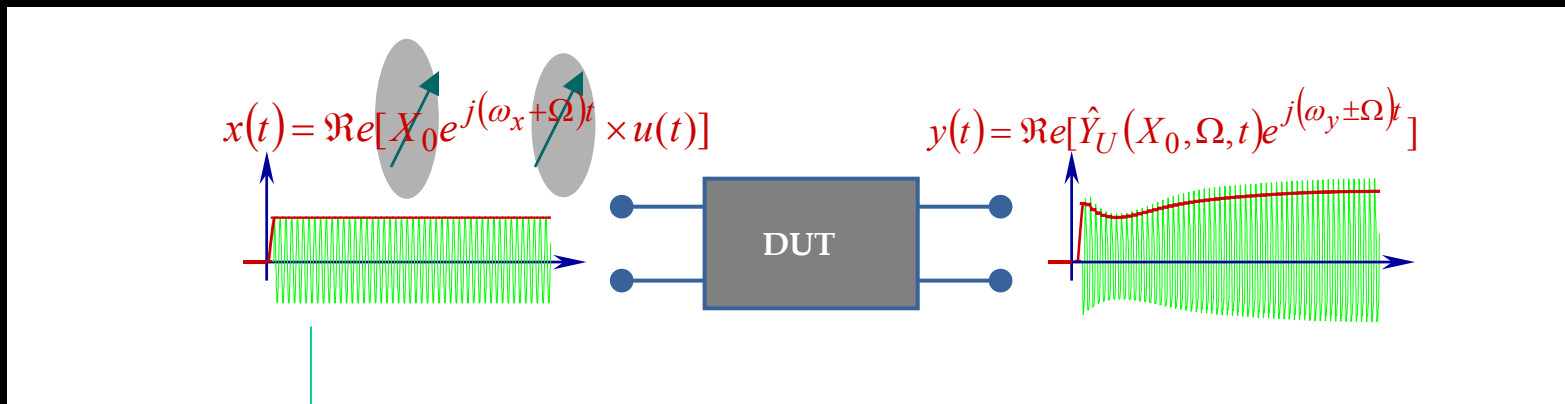 x(t) = ℜe[X₀e^{j(ω_x+Ω)t} × u(t)]
y(t) = ℜe[Ŷ_U(X₀,Ω,t)e^{j(ω_y±Ω)t}]
DUT